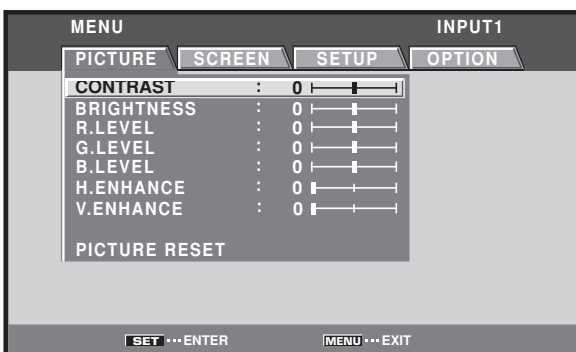 MENU INPUT1
PICTURE SCREEN SETUP OPTION
CONTRAST : 0
BRIGHTNESS : 0
R.LEVEL : 0
G.LEVEL : 0
B.LEVEL : 0
H.ENHANCE : 0
V.ENHANCE : 0
PICTURE RESET
SET ··· ENTER MENU ··· EXIT